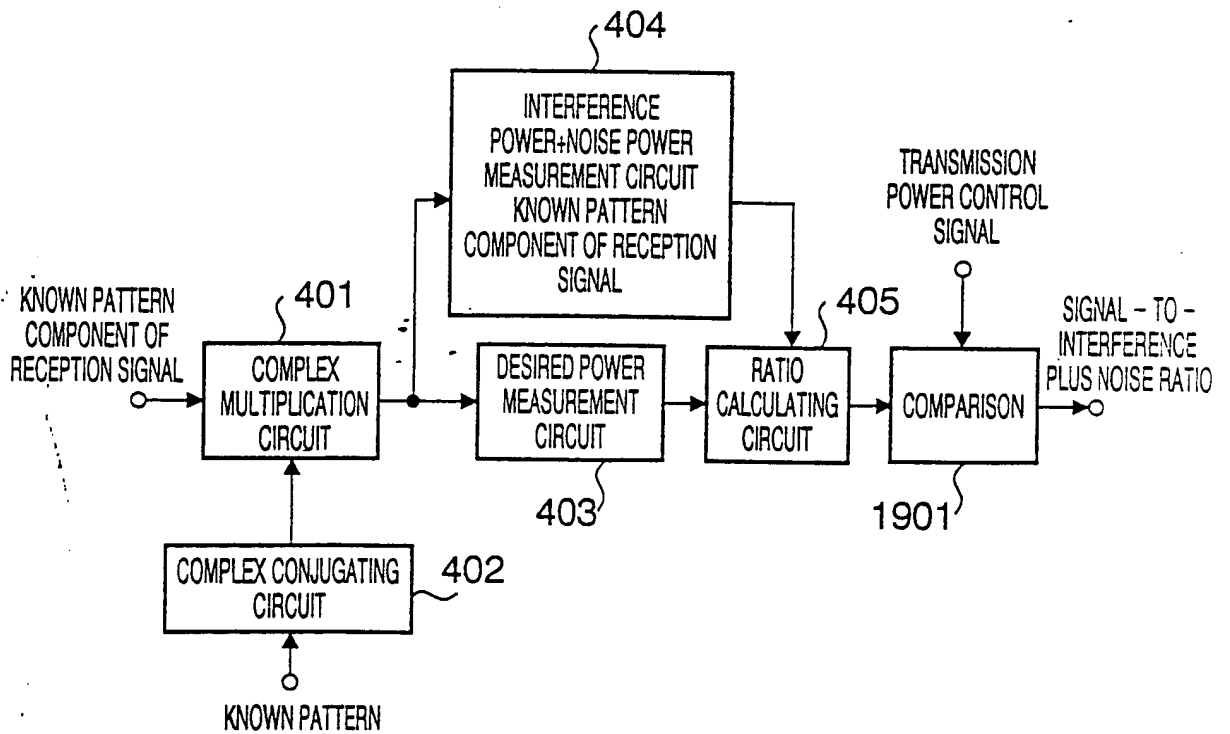 404
INTERFERENCE
POWER+NOISE POWER
MEASUREMENT CIRCUIT
KNOWN PATTERN
COMPONENT OF RECEPTION
SIGNAL
TRANSMISSION
POWER CONTROL
SIGNAL
KNOWN PATTERN
COMPONENT OF
RECEPTION SIGNAL
401
COMPLEX
MULTIPLICATION
CIRCUIT
DESIRED POWER
MEASUREMENT
CIRCUIT
403
405
RATIO
CALCULATING
CIRCUIT
COMPARISON
1901
SIGNAL - TO -
INTERFERENCE
PLUS NOISE RATIO
COMPLEX CONJUGATING
CIRCUIT
402
KNOWN PATTERN